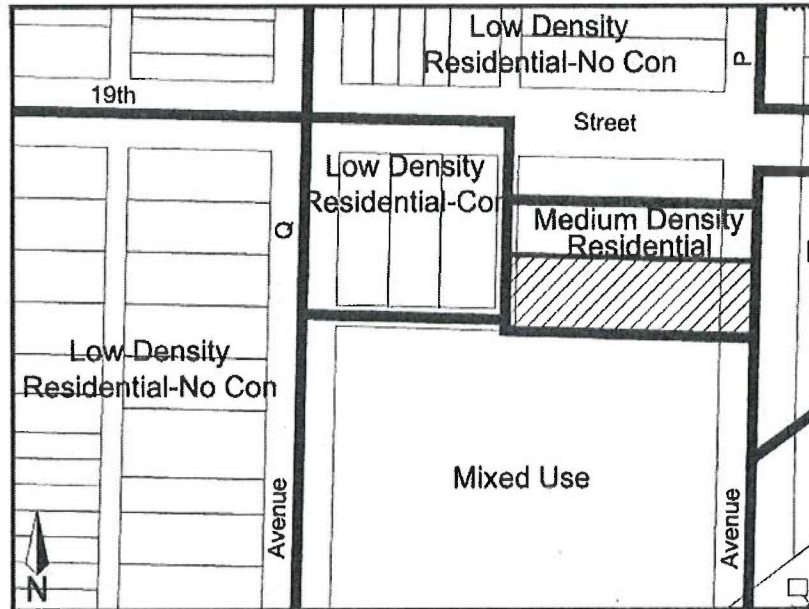 Low Density
Residential-No Con
P
19th
Street
Low Density
Residential-Con
Medium Density
Residential
Q
Low Density
Residential-No Con
Mixed Use
Avenue
Avenue
N